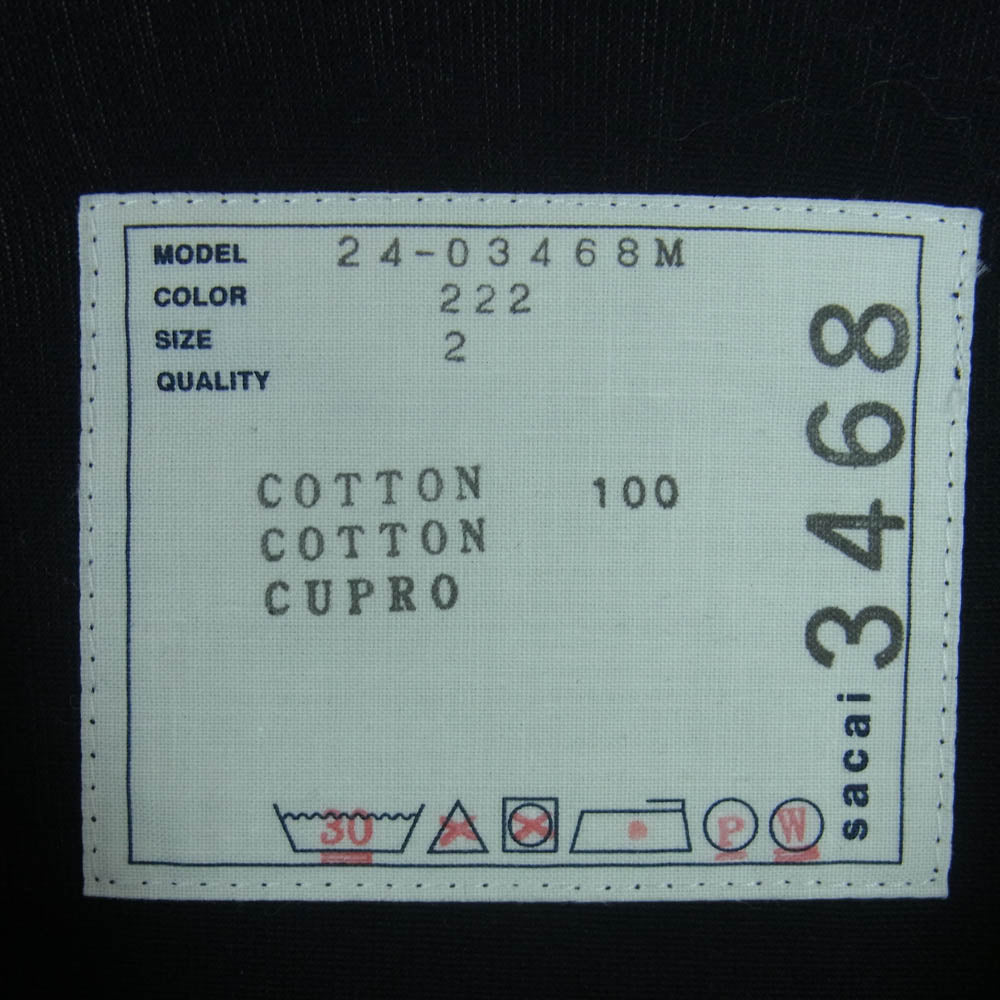 MODEL 24-03468M
COLOR 222
SIZE 2
QUALITY
COTTON 100
COTTON
CUPRO
30 P W
sacai 3468